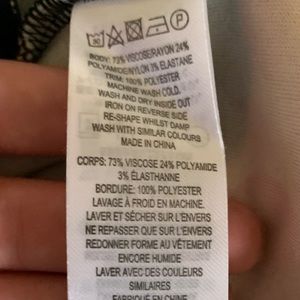 BODY: 73% VISCOSE/RAYON 24%
POLYAMIDE/NYLON 3% ELASTANE
TRIM: 100% POLYESTER
MACHINE WASH COLD.
WASH AND DRY INSIDE OUT
IRON ON REVERSE SIDE
RE-SHAPE WHILST DAMP
WASH WITH SIMILAR COLOURS
MADE IN CHINA
CORPS: 73% VISCOSE 24% POLYAMIDE
3% ÉLASTHANNE
BORDURE: 100% POLYESTER
LAVAGE À FROID EN MACHINE.
LAVER ET SÉCHER SUR L'ENVERS
NE REPASSER QUE SUR L'ENVERS
REDONNER FORME AU VÊTEMENT
ENCORE HUMIDE
LAVER AVEC DES COULEURS
SIMILAIRES
FABRIQUÉ EN CHINE